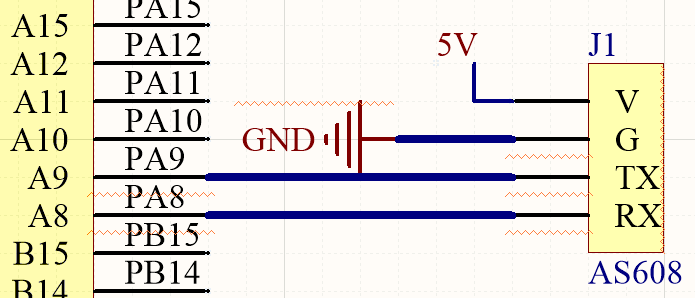 PA15
A15
PA12
A12
PA11
A11
PA10
A10
PA9
A9
PA8
A8
PB15
B15
PB14
B14
GND
5V
J1
V
G
TX
RX
AS608